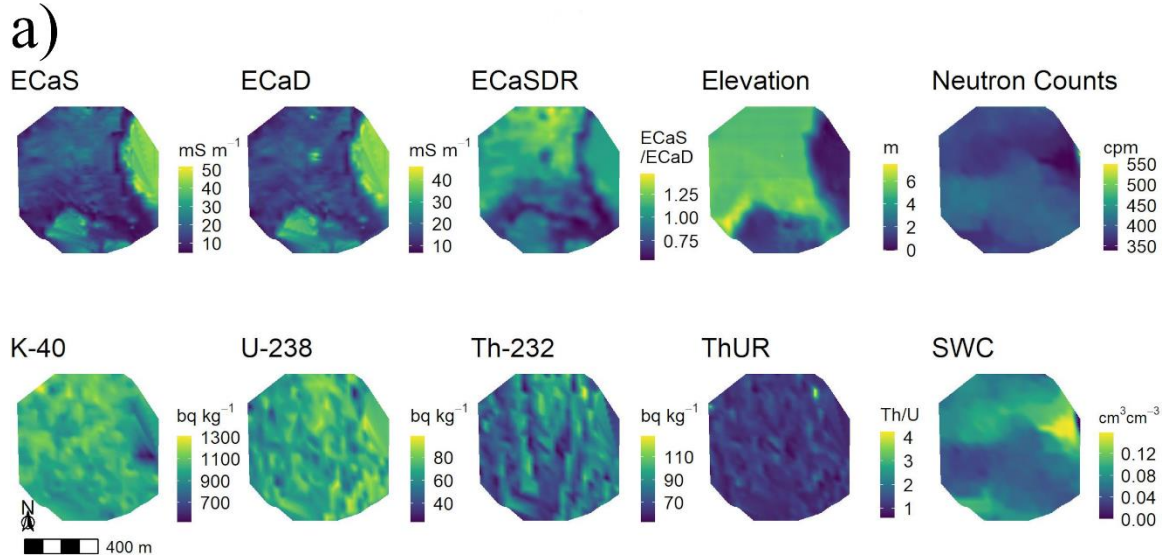 a)
ECaS
ECaD
ECaSDR
Elevation
Neutron Counts
mS m⁻¹
50
40
30
20
10
mS m⁻¹
40
30
20
10
ECaS
/ECaD
1.25
1.00
0.75
m
6
4
2
0
cpm
550
500
450
400
350
K-40
U-238
Th-232
ThUR
SWC
bq kg⁻¹
1300
1100
900
700
bq kg⁻¹
80
60
40
bq kg⁻¹
110
90
70
Th/U
4
3
2
1
cm³cm⁻³
0.12
0.08
0.04
0.00
N
400 m